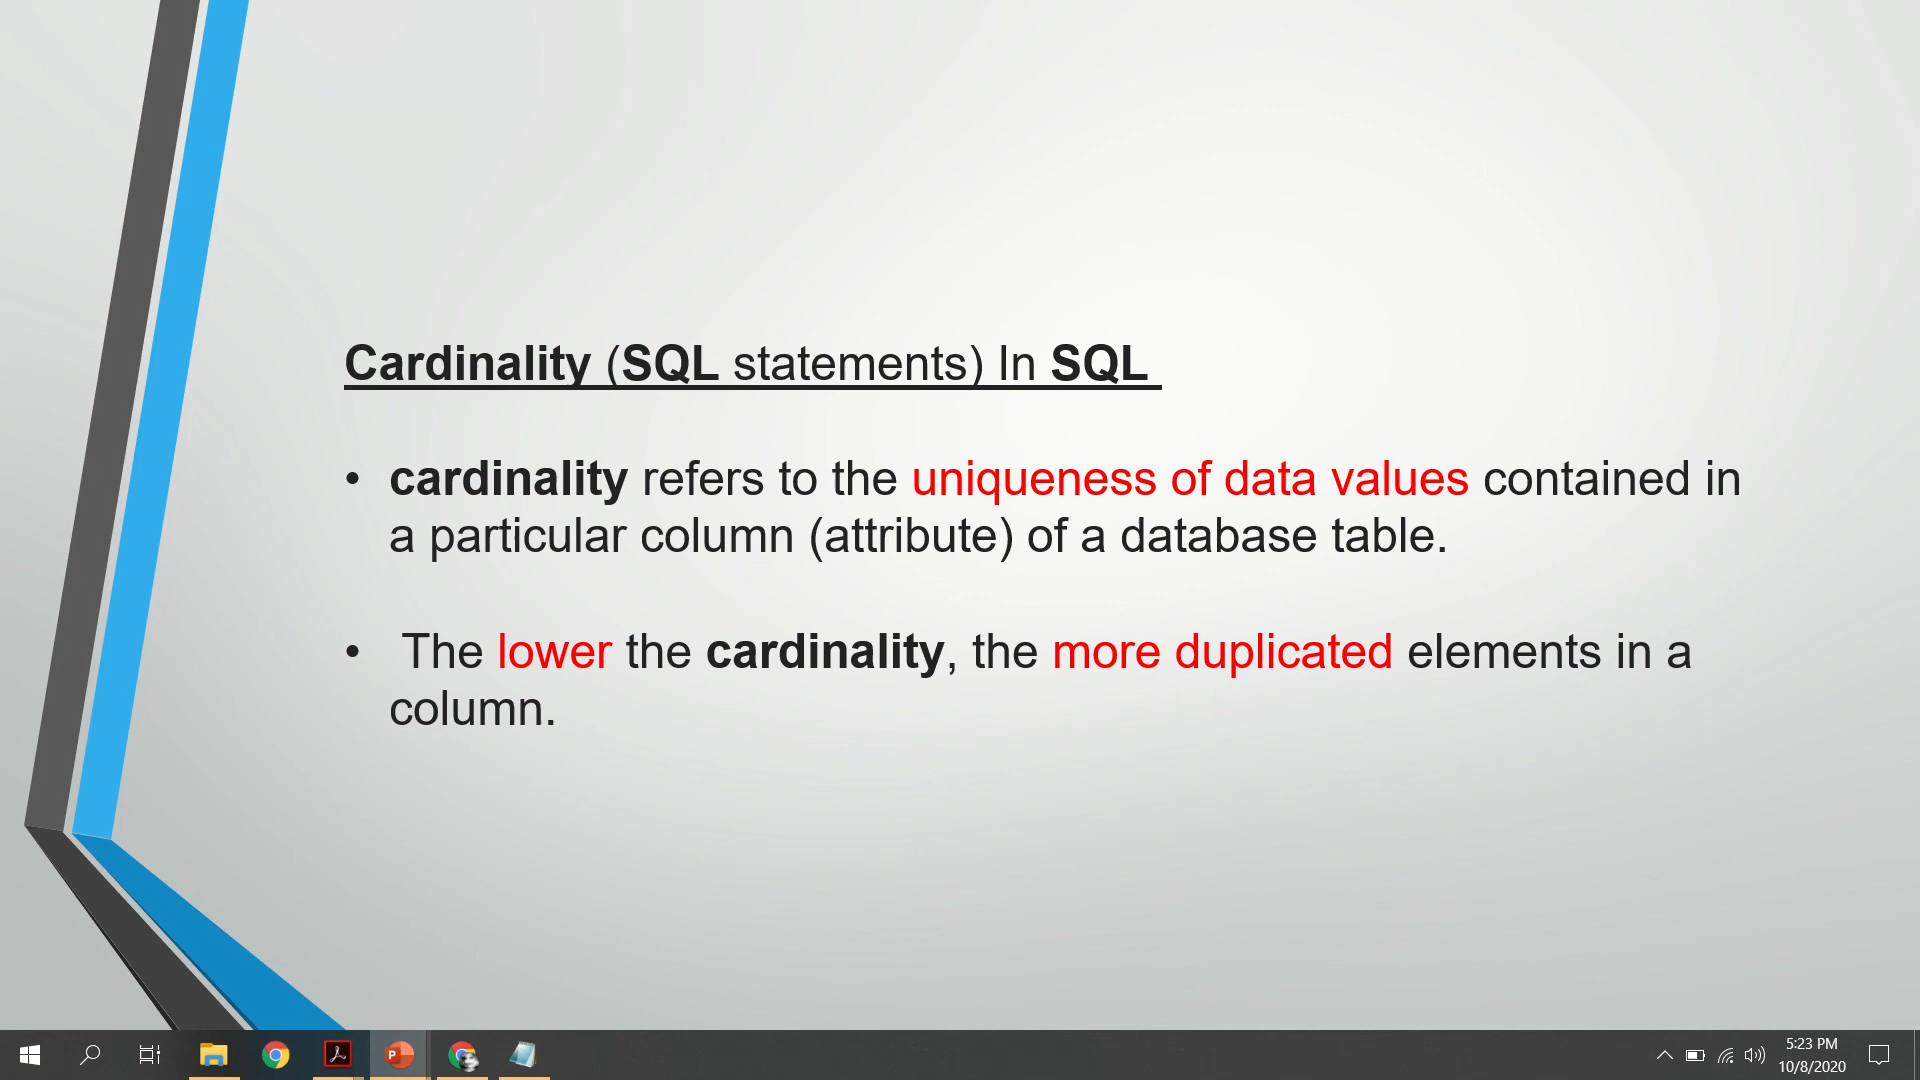 Cardinality (SQL statements) In SQL
• cardinality refers to the uniqueness of data values contained in
a particular column (attribute) of a database table.
• The lower the cardinality, the more duplicated elements in a
column.
5:23 PM
10/8/2020